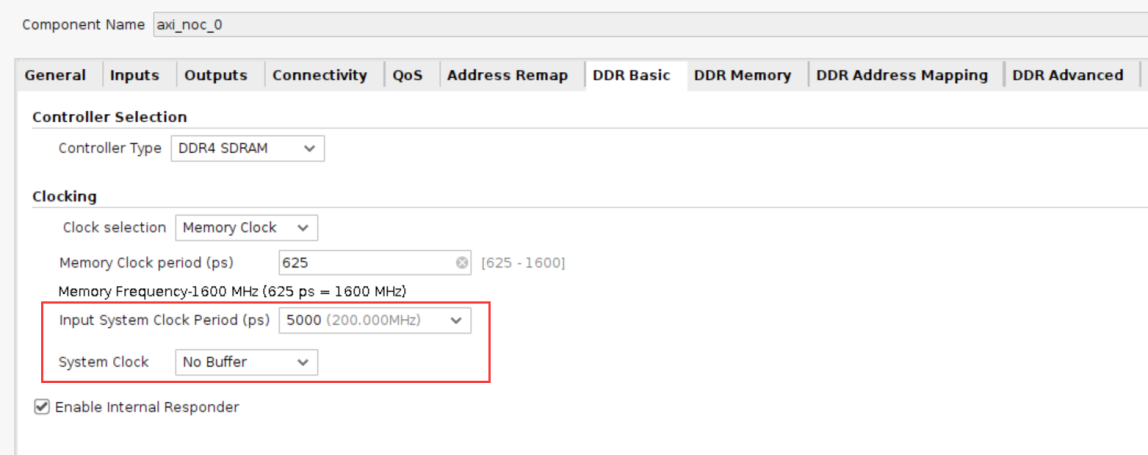 Component Name axi_noc_0
General Inputs Outputs Connectivity QoS Address Remap DDR Basic DDR Memory DDR Address Mapping DDR Advanced
Controller Selection
Controller Type DDR4 SDRAM
Clocking
Clock selection Memory Clock
Memory Clock period (ps) 625 [625 - 1600]
Memory Frequency-1600 MHz (625 ps = 1600 MHz)
Input System Clock Period (ps) 5000 (200.000MHz)
System Clock No Buffer
Enable Internal Responder